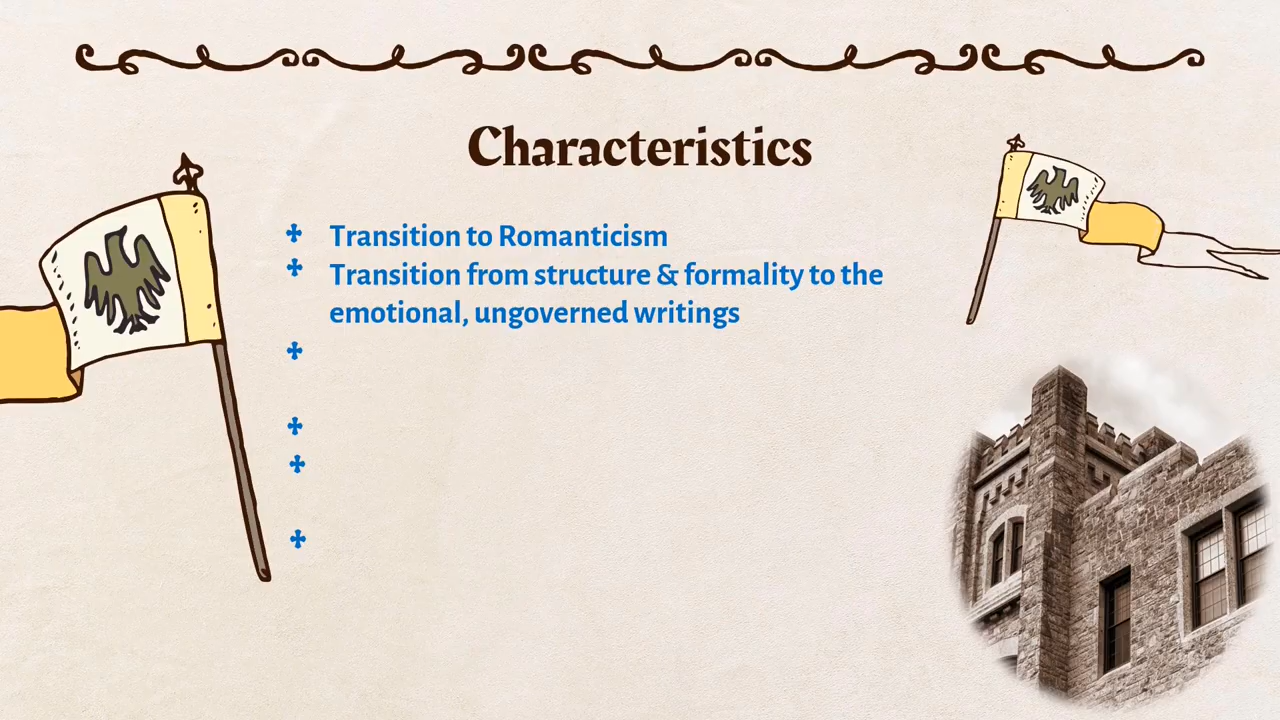 Characteristics
Transition to Romanticism
Transition from structure & formality to the
emotional, ungoverned writings